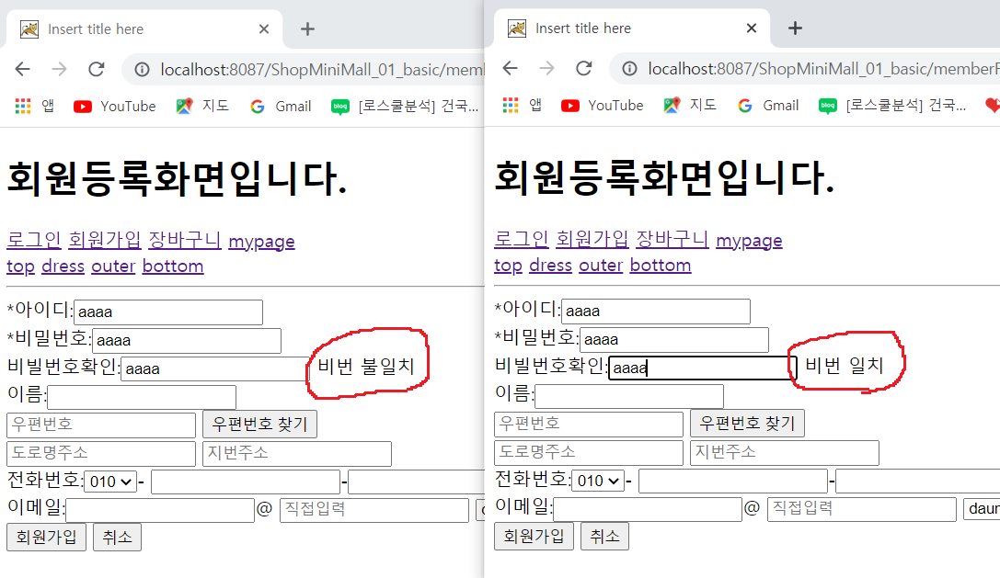 Insert title here
localhost:8087/ShopMiniMall_01_basic/mem
앱 YouTube 지도 Gmail blog [로스쿨분석] 건국...
회원등록화면입니다.
로그인 회원가입 장바구니 mypage
top dress outer bottom
*아이디: aaaa
*비밀번호: aaaa
비빌번호확인: aaaa 비번 불일치
이름:
우편번호 우편번호 찾기
도로명주소 지번주소
전화번호: 010 - -
이메일: @ 직접입력
회원가입 취소
Insert title here
localhost:8087/ShopMiniMall_01_basic/memberF
앱 YouTube 지도 Gmail blog [로스쿨분석] 건국...
회원등록화면입니다.
로그인 회원가입 장바구니 mypage
top dress outer bottom
*아이디: aaaa
*비밀번호: aaaa
비빌번호확인: aaaa 비번 일치
이름:
우편번호 우편번호 찾기
도로명주소 지번주소
전화번호: 010 - -
이메일: @ 직접입력 daum
회원가입 취소